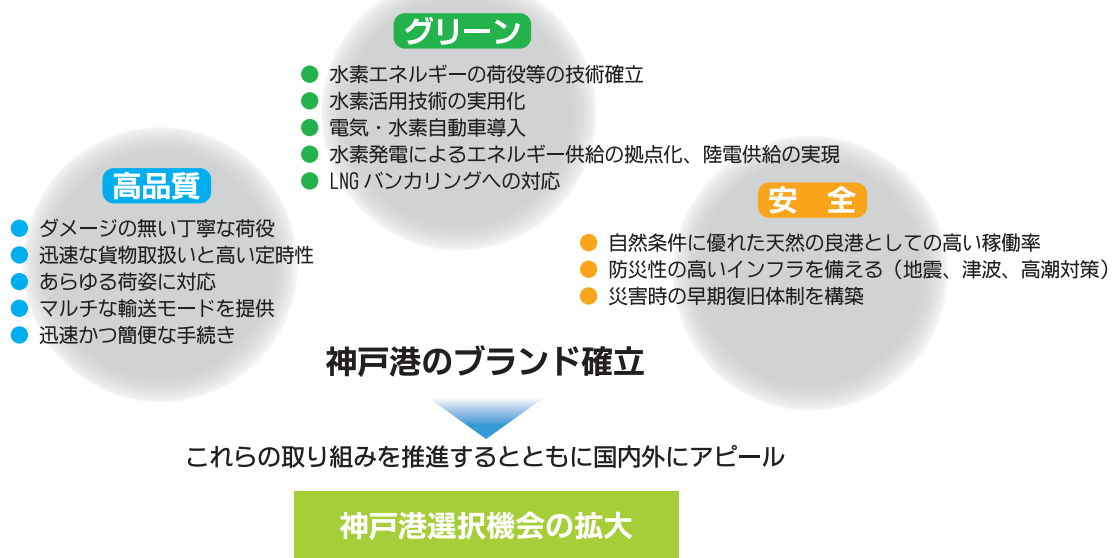 グリーン
水素エネルギーの荷役等の技術確立
水素活用技術の実用化
電気・水素自動車導入
水素発電によるエネルギー供給の拠点化、陸電供給の実現
LNG バンカリングへの対応
高品質
ダメージの無い丁寧な荷役
迅速な貨物取扱いと高い定時性
あらゆる荷姿に対応
マルチな輸送モードを提供
迅速かつ簡便な手続き
安　全
自然条件に優れた天然の良港としての高い稼働率
防災性の高いインフラを備える（地震、津波、高潮対策）
災害時の早期復旧体制を構築
神戸港のブランド確立
これらの取り組みを推進するとともに国内外にアピール
神戸港選択機会の拡大